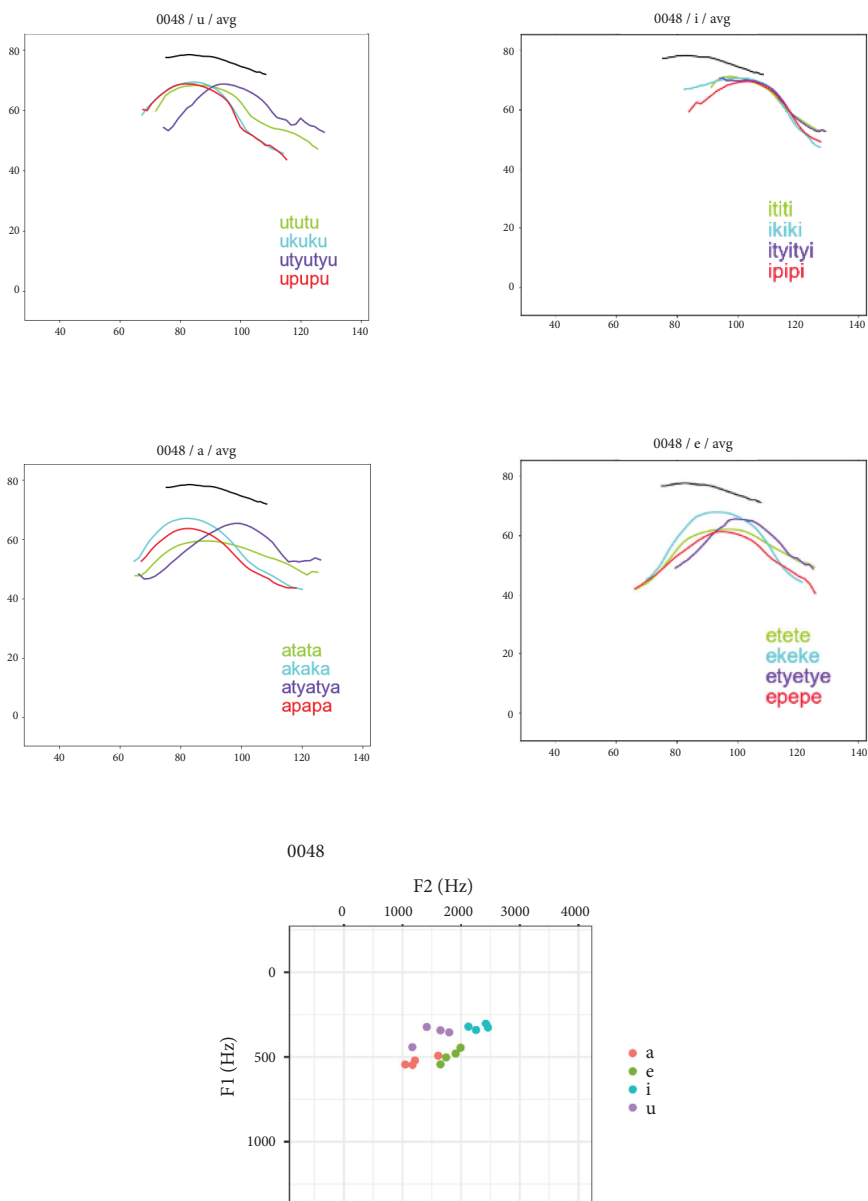 0048 / u / avg
80
60
40
20
0
40 60 80 100 120 140
ututu
ukuku
utyutyu
upupu
0048 / i / avg
80
60
40
20
0
40 60 80 100 120 140
ititi
ikiki
ityityi
ipipi
0048 / a / avg
80
60
40
20
0
40 60 80 100 120 140
atata
akaka
atyatya
apapa
0048 / e / avg
80
60
40
20
0
40 60 80 100 120 140
etete
ekeke
etyetye
epepe
0048
F2 (Hz)
0 1000 2000 3000 4000
F1 (Hz)
0
500
1000
a
e
i
u